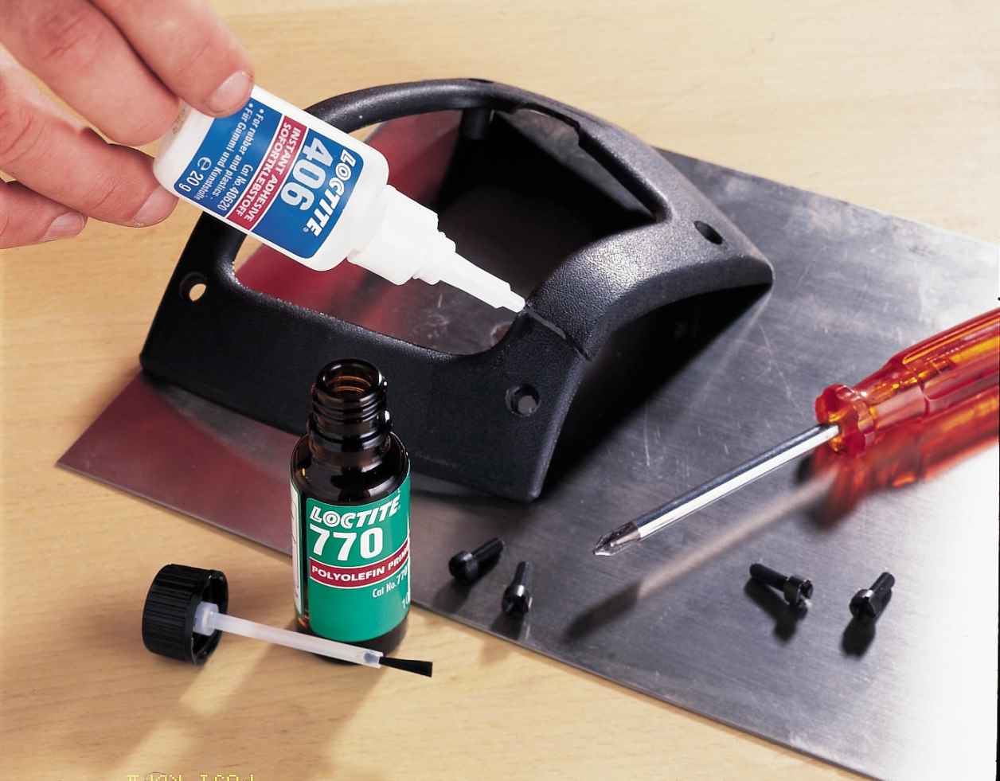 LOCTITE
406
INSTANT ADHESIVE
SOFORTKLEBSTOFF
Cat No. 40620
• For rubber and plastics -
• Für Gummi und Kunststoffe
e 20 g
LOCTITE
770
POLYOLEFIN PRIM
Cat No. 770